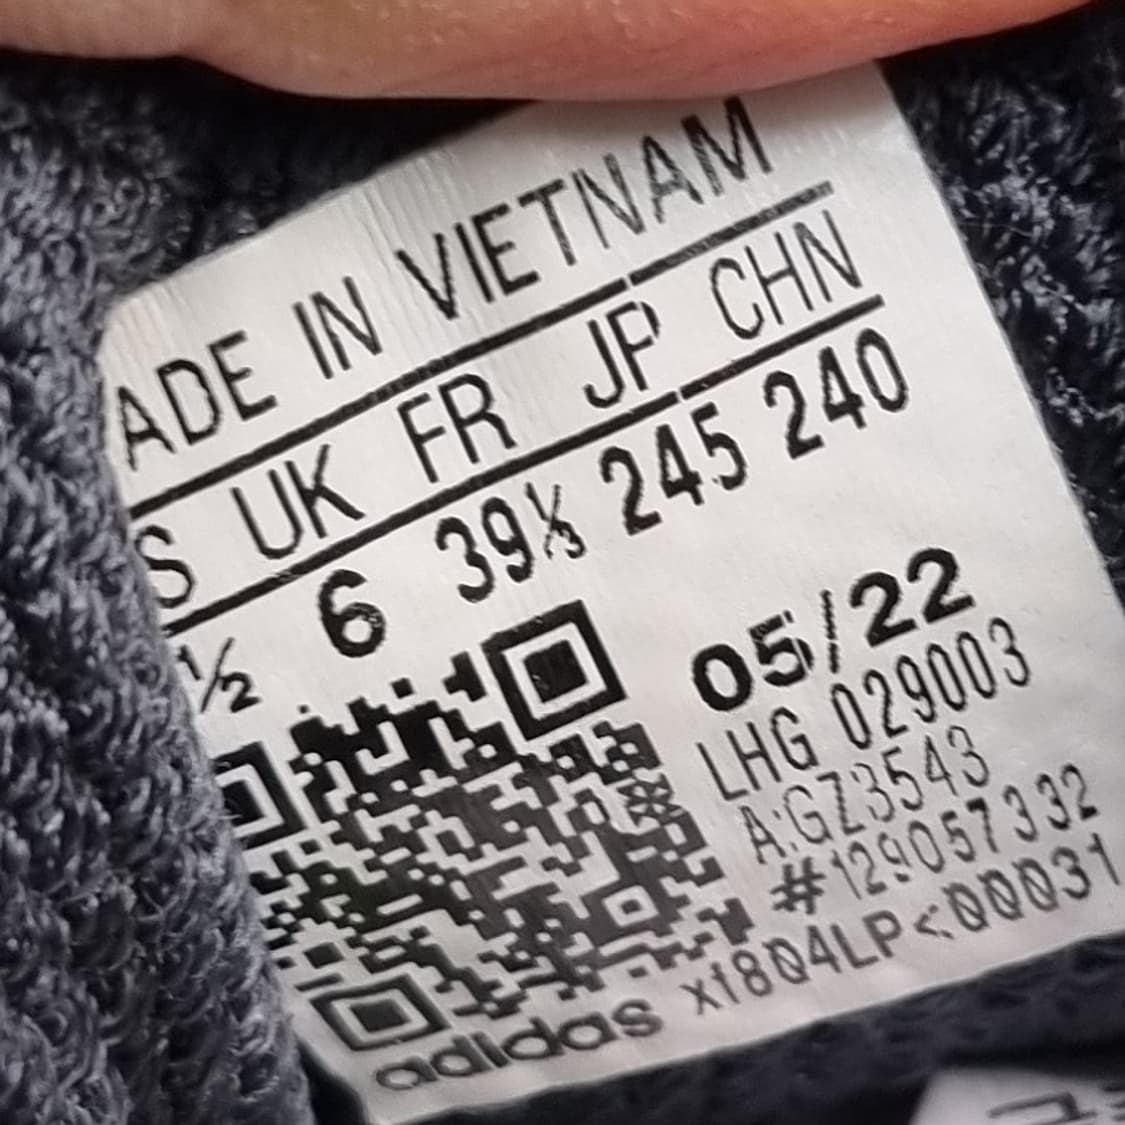 ADE IN VIETNAM
S UK FR JP CHN
½ 6 39⅓ 245 240
05/22
LHG 029003
A:GZ3543
#129057332
adidas xf804LP<00031